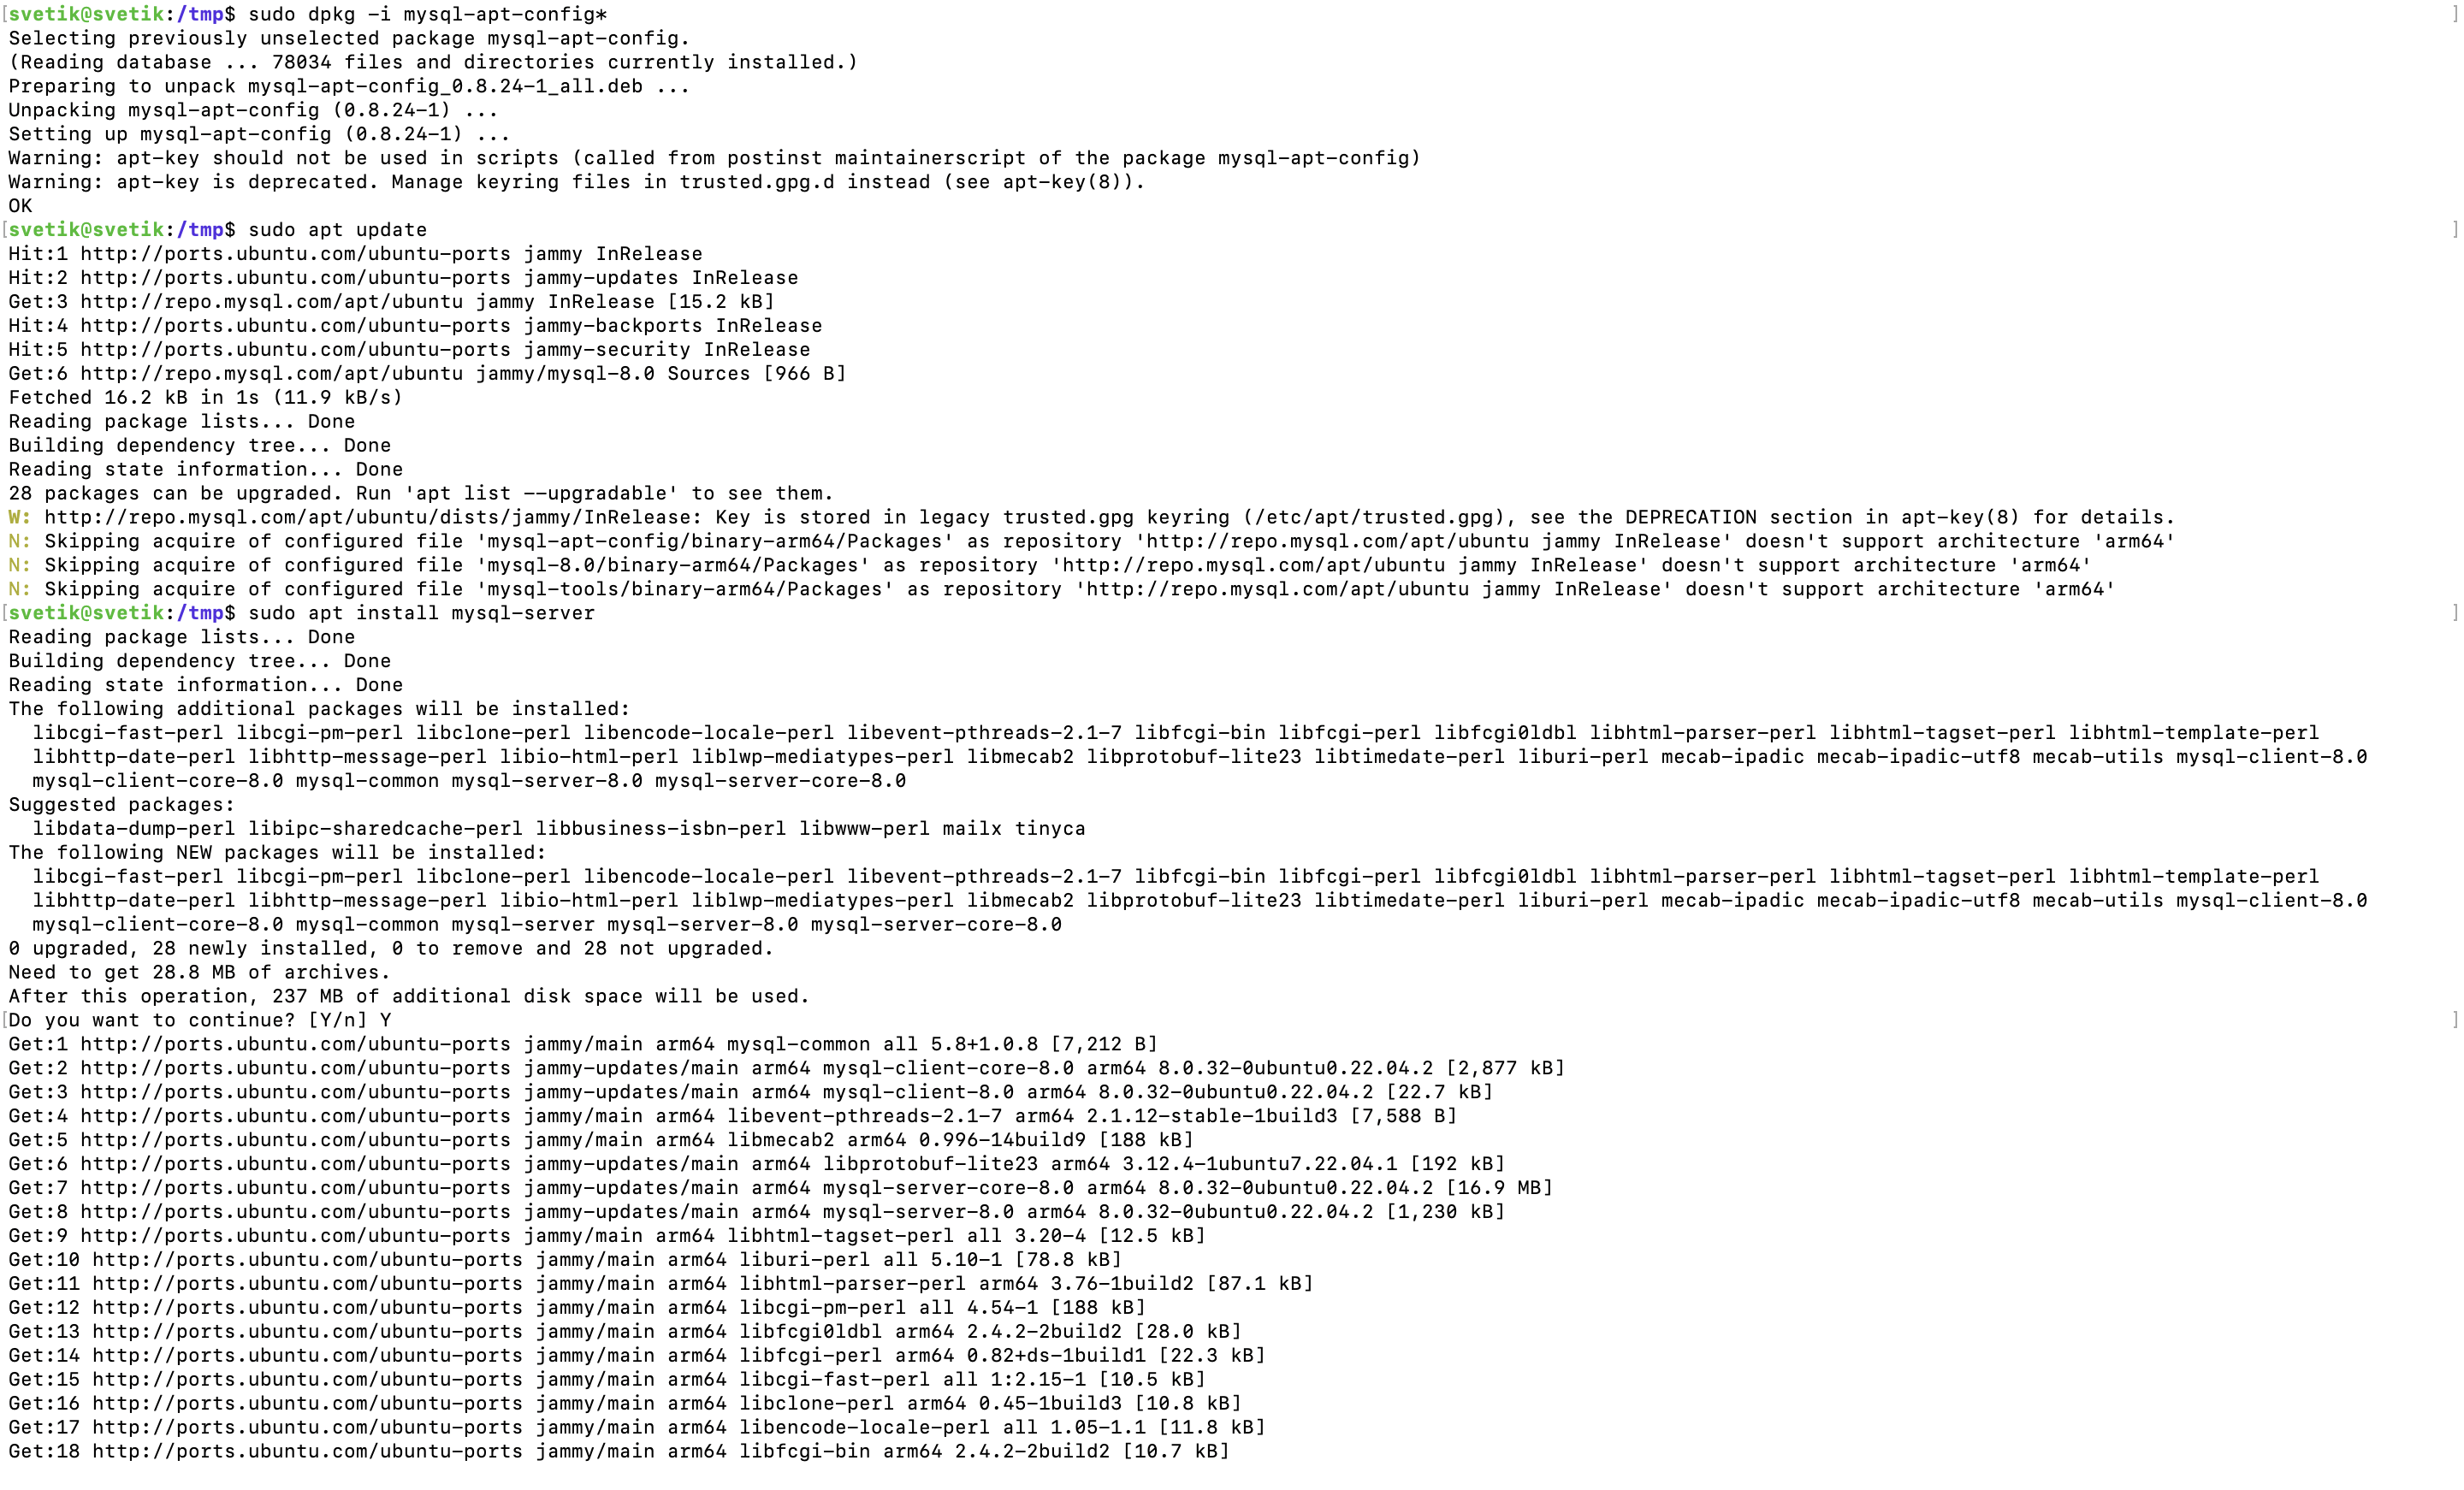 [svetik@svetik:/tmp$ sudo dpkg -i mysql-apt-config* ]
Selecting previously unselected package mysql-apt-config.
(Reading database ... 78034 files and directories currently installed.)
Preparing to unpack mysql-apt-config_0.8.24-1_all.deb ...
Unpacking mysql-apt-config (0.8.24-1) ...
Setting up mysql-apt-config (0.8.24-1) ...
Warning: apt-key should not be used in scripts (called from postinst maintainerscript of the package mysql-apt-config)
Warning: apt-key is deprecated. Manage keyring files in trusted.gpg.d instead (see apt-key(8)).
OK
[svetik@svetik:/tmp$ sudo apt update ]
Hit:1 http://ports.ubuntu.com/ubuntu-ports jammy InRelease
Hit:2 http://ports.ubuntu.com/ubuntu-ports jammy-updates InRelease
Get:3 http://repo.mysql.com/apt/ubuntu jammy InRelease [15.2 kB]
Hit:4 http://ports.ubuntu.com/ubuntu-ports jammy-backports InRelease
Hit:5 http://ports.ubuntu.com/ubuntu-ports jammy-security InRelease
Get:6 http://repo.mysql.com/apt/ubuntu jammy/mysql-8.0 Sources [966 B]
Fetched 16.2 kB in 1s (11.9 kB/s)
Reading package lists... Done
Building dependency tree... Done
Reading state information... Done
28 packages can be upgraded. Run 'apt list --upgradable' to see them.
W: http://repo.mysql.com/apt/ubuntu/dists/jammy/InRelease: Key is stored in legacy trusted.gpg keyring (/etc/apt/trusted.gpg), see the DEPRECATION section in apt-key(8) for details.
N: Skipping acquire of configured file 'mysql-apt-config/binary-arm64/Packages' as repository 'http://repo.mysql.com/apt/ubuntu jammy InRelease' doesn't support architecture 'arm64'
N: Skipping acquire of configured file 'mysql-8.0/binary-arm64/Packages' as repository 'http://repo.mysql.com/apt/ubuntu jammy InRelease' doesn't support architecture 'arm64'
N: Skipping acquire of configured file 'mysql-tools/binary-arm64/Packages' as repository 'http://repo.mysql.com/apt/ubuntu jammy InRelease' doesn't support architecture 'arm64'
[svetik@svetik:/tmp$ sudo apt install mysql-server ]
Reading package lists... Done
Building dependency tree... Done
Reading state information... Done
The following additional packages will be installed:
libcgi-fast-perl libcgi-pm-perl libclone-perl libencode-locale-perl libevent-pthreads-2.1-7 libfcgi-bin libfcgi-perl libfcgi0ldbl libhtml-parser-perl libhtml-tagset-perl libhtml-template-perl
libhttp-date-perl libhttp-message-perl libio-html-perl liblwp-mediatypes-perl libmecab2 libprotobuf-lite23 libtimedate-perl liburi-perl mecab-ipadic mecab-ipadic-utf8 mecab-utils mysql-client-8.0
mysql-client-core-8.0 mysql-common mysql-server-8.0 mysql-server-core-8.0
Suggested packages:
libdata-dump-perl libipc-sharedcache-perl libbusiness-isbn-perl libwww-perl mailx tinyca
The following NEW packages will be installed:
libcgi-fast-perl libcgi-pm-perl libclone-perl libencode-locale-perl libevent-pthreads-2.1-7 libfcgi-bin libfcgi-perl libfcgi0ldbl libhtml-parser-perl libhtml-tagset-perl libhtml-template-perl
libhttp-date-perl libhttp-message-perl libio-html-perl liblwp-mediatypes-perl libmecab2 libprotobuf-lite23 libtimedate-perl liburi-perl mecab-ipadic mecab-ipadic-utf8 mecab-utils mysql-client-8.0
mysql-client-core-8.0 mysql-common mysql-server mysql-server-8.0 mysql-server-core-8.0
0 upgraded, 28 newly installed, 0 to remove and 28 not upgraded.
Need to get 28.8 MB of archives.
After this operation, 237 MB of additional disk space will be used.
[Do you want to continue? [Y/n] Y ]
Get:1 http://ports.ubuntu.com/ubuntu-ports jammy/main arm64 mysql-common all 5.8+1.0.8 [7,212 B]
Get:2 http://ports.ubuntu.com/ubuntu-ports jammy-updates/main arm64 mysql-client-core-8.0 arm64 8.0.32-0ubuntu0.22.04.2 [2,877 kB]
Get:3 http://ports.ubuntu.com/ubuntu-ports jammy-updates/main arm64 mysql-client-8.0 arm64 8.0.32-0ubuntu0.22.04.2 [22.7 kB]
Get:4 http://ports.ubuntu.com/ubuntu-ports jammy/main arm64 libevent-pthreads-2.1-7 arm64 2.1.12-stable-1build3 [7,588 B]
Get:5 http://ports.ubuntu.com/ubuntu-ports jammy/main arm64 libmecab2 arm64 0.996-14build9 [188 kB]
Get:6 http://ports.ubuntu.com/ubuntu-ports jammy-updates/main arm64 libprotobuf-lite23 arm64 3.12.4-1ubuntu7.22.04.1 [192 kB]
Get:7 http://ports.ubuntu.com/ubuntu-ports jammy-updates/main arm64 mysql-server-core-8.0 arm64 8.0.32-0ubuntu0.22.04.2 [16.9 MB]
Get:8 http://ports.ubuntu.com/ubuntu-ports jammy-updates/main arm64 mysql-server-8.0 arm64 8.0.32-0ubuntu0.22.04.2 [1,230 kB]
Get:9 http://ports.ubuntu.com/ubuntu-ports jammy/main arm64 libhtml-tagset-perl all 3.20-4 [12.5 kB]
Get:10 http://ports.ubuntu.com/ubuntu-ports jammy/main arm64 liburi-perl all 5.10-1 [78.8 kB]
Get:11 http://ports.ubuntu.com/ubuntu-ports jammy/main arm64 libhtml-parser-perl arm64 3.76-1build2 [87.1 kB]
Get:12 http://ports.ubuntu.com/ubuntu-ports jammy/main arm64 libcgi-pm-perl all 4.54-1 [188 kB]
Get:13 http://ports.ubuntu.com/ubuntu-ports jammy/main arm64 libfcgi0ldbl arm64 2.4.2-2build2 [28.0 kB]
Get:14 http://ports.ubuntu.com/ubuntu-ports jammy/main arm64 libfcgi-perl arm64 0.82+ds-1build1 [22.3 kB]
Get:15 http://ports.ubuntu.com/ubuntu-ports jammy/main arm64 libcgi-fast-perl all 1:2.15-1 [10.5 kB]
Get:16 http://ports.ubuntu.com/ubuntu-ports jammy/main arm64 libclone-perl arm64 0.45-1build3 [10.8 kB]
Get:17 http://ports.ubuntu.com/ubuntu-ports jammy/main arm64 libencode-locale-perl all 1.05-1.1 [11.8 kB]
Get:18 http://ports.ubuntu.com/ubuntu-ports jammy/main arm64 libfcgi-bin arm64 2.4.2-2build2 [10.7 kB]